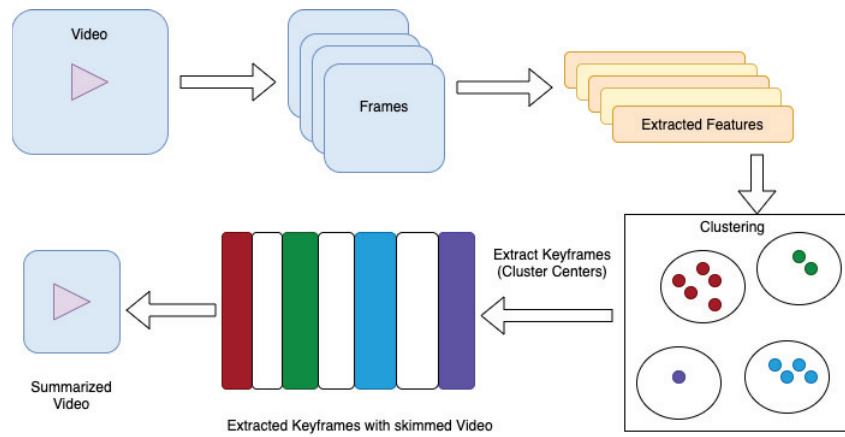 Video
Frames
Extracted Features
Clustering
Extract Keyframes
(Cluster Centers)
Extracted Keyframes with skimmed Video
Summarized
Video